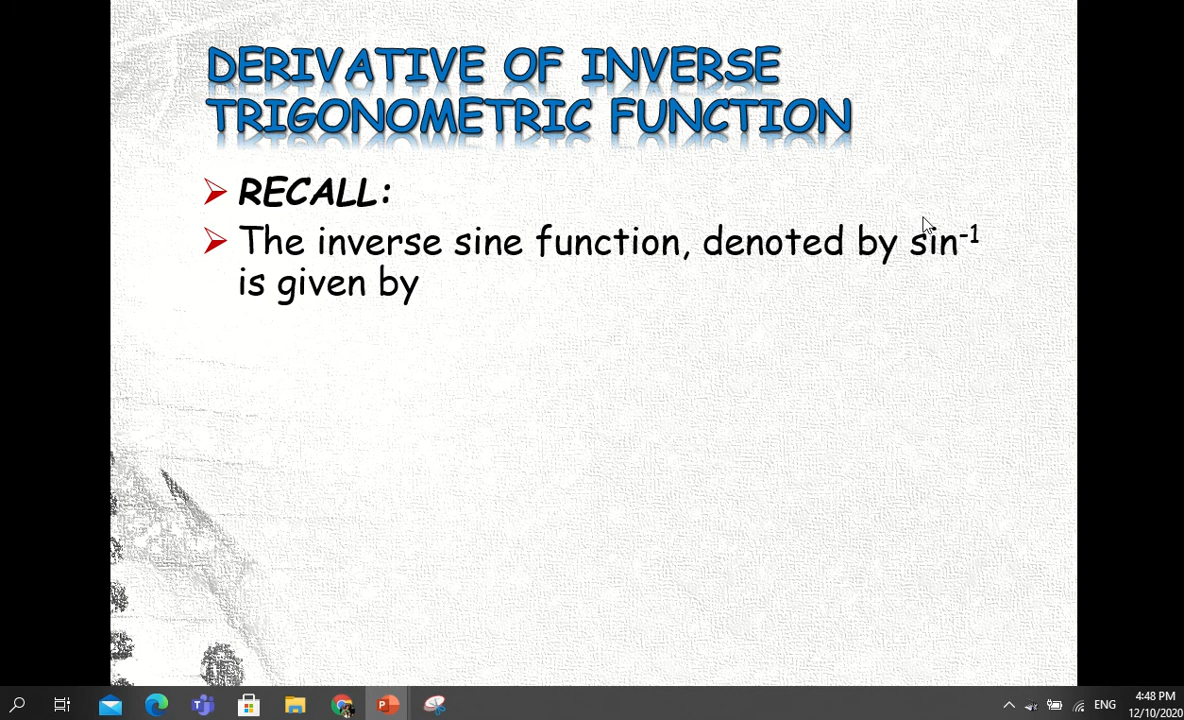 DERIVATIVE OF INVERSE
TRIGONOMETRIC FUNCTION
RECALL:
The inverse sine function, denoted by sin⁻¹
is given by
ENG
4:48 PM
12/10/2020